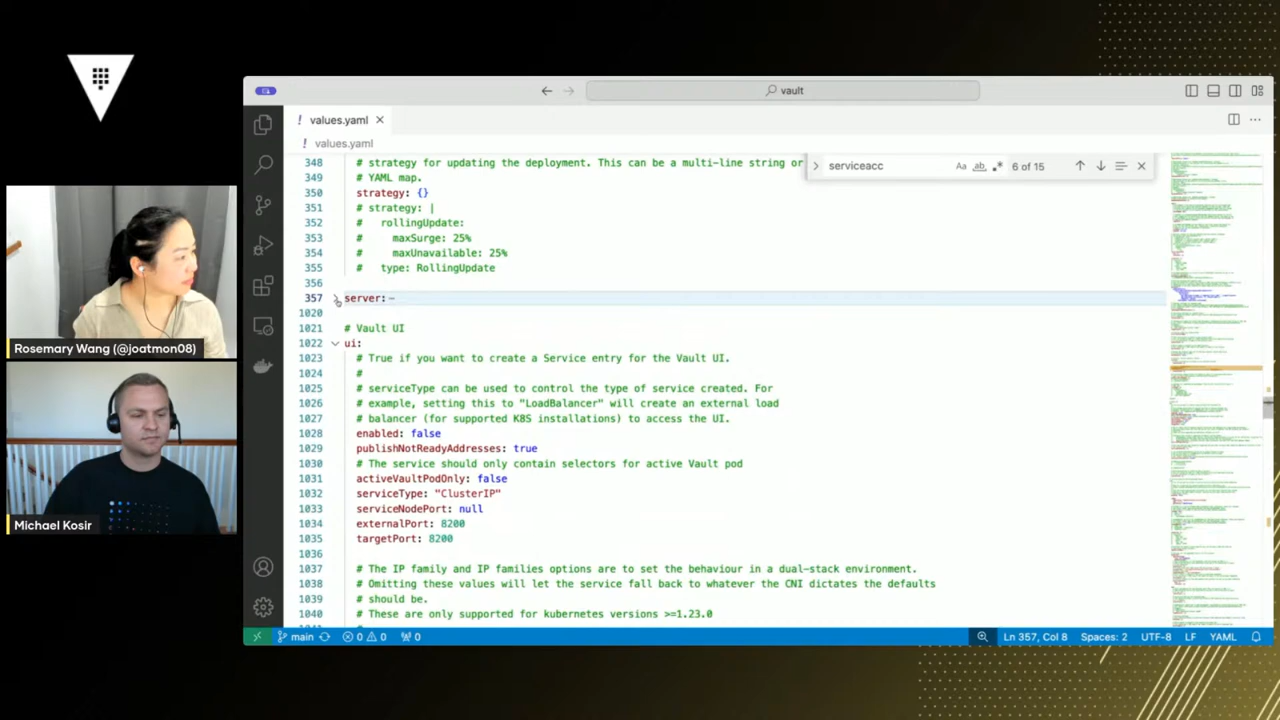 vault
! values.yaml
! values.yaml
serviceacc
Aa ab 6 of 15
348 # strategy for updating the deployment. This can be a multi-line string or
349 # YAML map.
350 strategy: {}
351 # strategy: |
352 #   rollingUpdate:
353 #     maxSurge: 25%
354 #     maxUnavailable: 25%
355 #   type: RollingUpdate
356
357 server:
1020
1021 # Vault UI
1022 ui:
1023 # True if you want to create a Service entry for the Vault UI.
1024 #
1025 # serviceType can be used to control the type of service created. For
1026 # example, setting this to "LoadBalancer" will create an external load
1027 # balancer (for supported K8S installations) to access the UI.
1028 enabled: false
1029 publishNotReadyAddresses: true
1030 # The service should only contain selectors for active Vault pod
1031 activeVaultPodOnly: false
1032 serviceType: "ClusterIP"
1033 serviceNodePort: null
1034 externalPort: 8200
1035 targetPort: 8200
1036
1037 # The IP family and IP families options are to set the behaviour in a dual-stack environment.
1038 # Omitting these values will let the service fall back to whatever the CNI dictates the defaults
1039 # should be.
1040 # These are only supported for kubernetes versions >=1.23.0
main 0 0 0
Ln 357, Col 8 Spaces: 2 UTF-8 LF YAML
Rosemary Wang (@joatmon08)
Michael Kosir